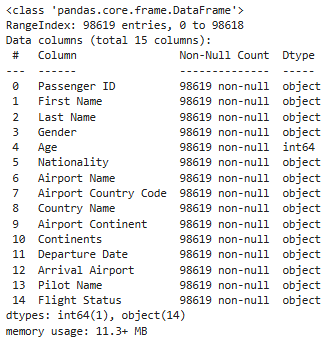 <class 'pandas.core.frame.DataFrame'>
RangeIndex: 98619 entries, 0 to 98618
Data columns (total 15 columns):
 #   Column                Non-Null Count  Dtype
---  ------                --------------  -----
 0   Passenger ID          98619 non-null  object
 1   First Name            98619 non-null  object
 2   Last Name             98619 non-null  object
 3   Gender                98619 non-null  object
 4   Age                   98619 non-null  int64
 5   Nationality           98619 non-null  object
 6   Airport Name          98619 non-null  object
 7   Airport Country Code  98619 non-null  object
 8   Country Name          98619 non-null  object
 9   Airport Continent     98619 non-null  object
 10  Continents            98619 non-null  object
 11  Departure Date        98619 non-null  object
 12  Arrival Airport       98619 non-null  object
 13  Pilot Name            98619 non-null  object
 14  Flight Status         98619 non-null  object
dtypes: int64(1), object(14)
memory usage: 11.3+ MB